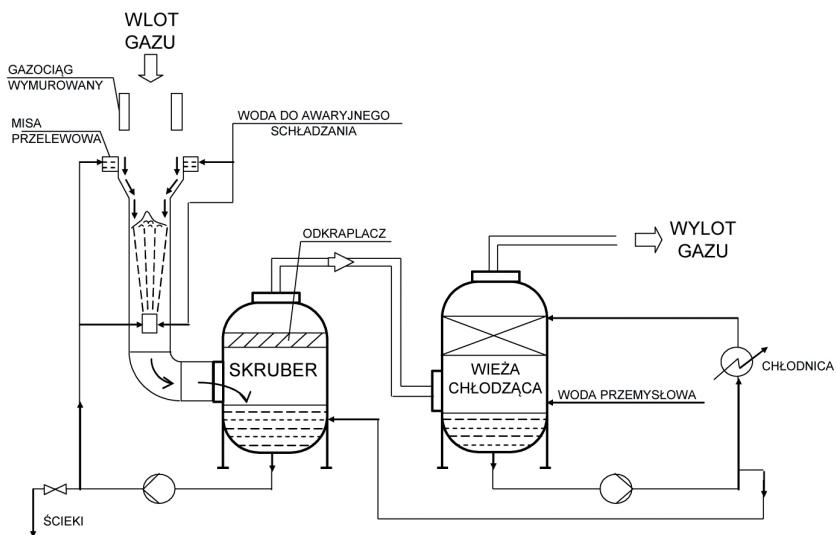 WLOT
GAZU
GAZOCIĄG
WYMUROWANY
MISA
PRZELEWOWA
WODA DO AWARYJNEGO
SCHŁADZANIA
ODKRAPLACZ
WYLOT
GAZU
SKRUBER
WIEŻA
CHŁODZĄCA
CHŁODNICA
WODA PRZEMYSŁOWA
ŚCIEKI